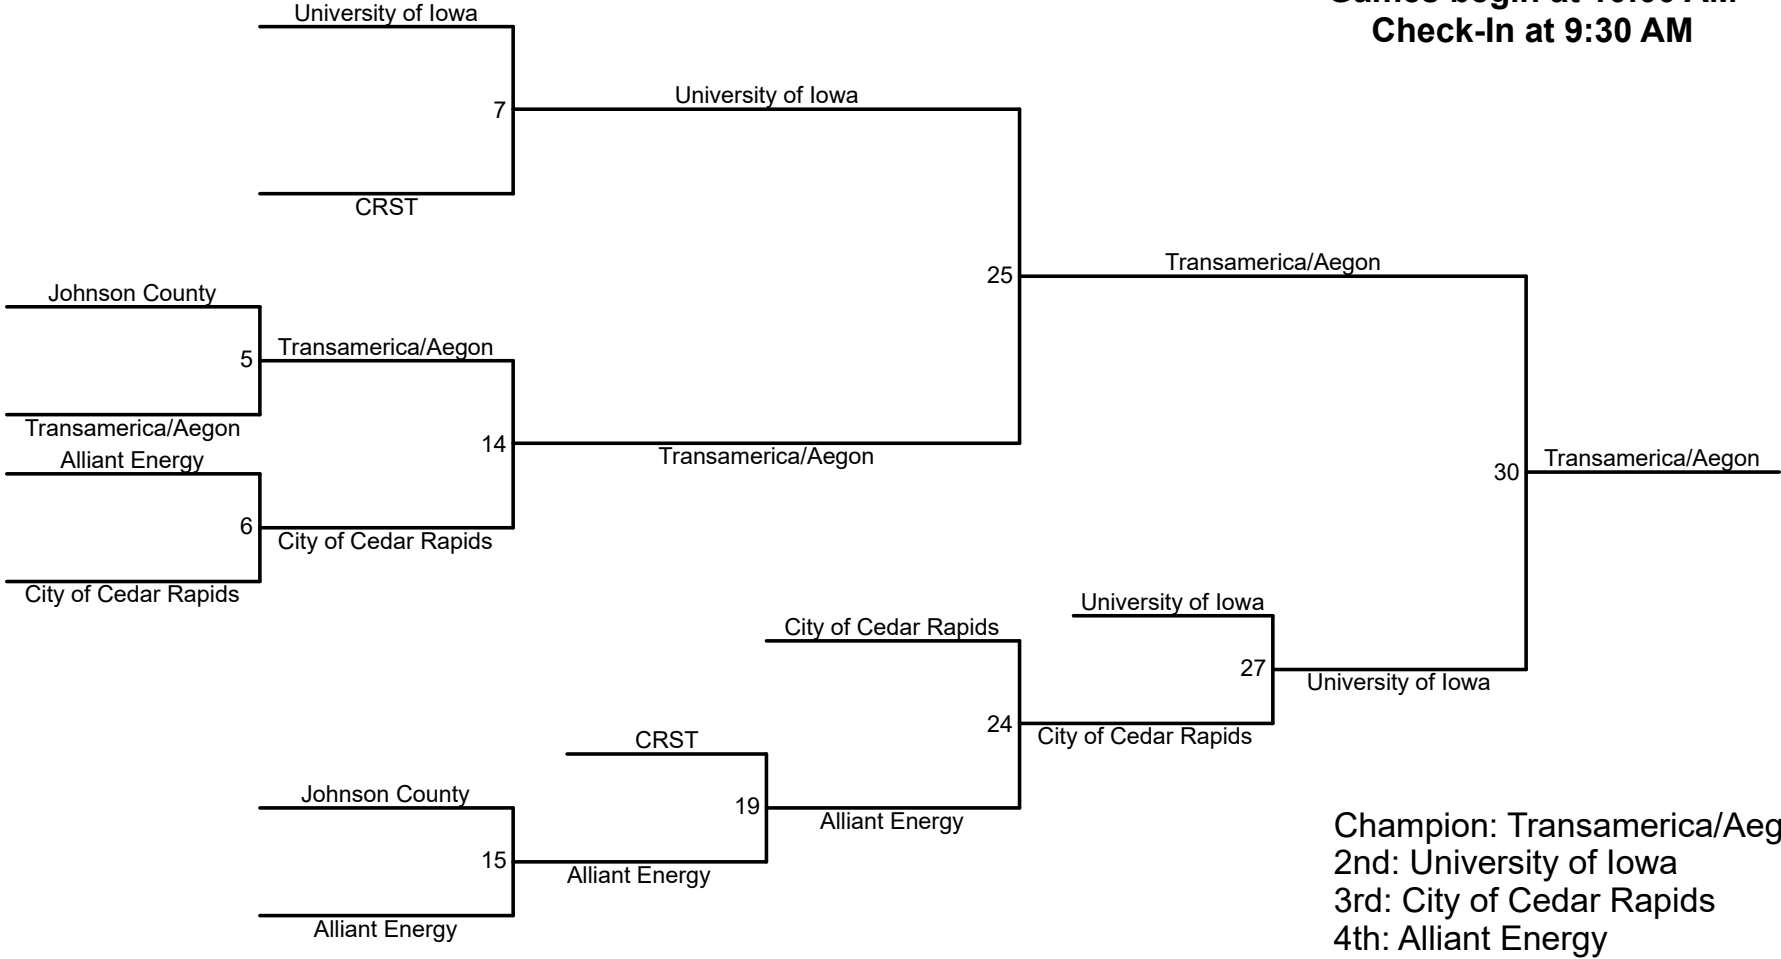 University of Iowa
Check-In at 9:30 AM
University of Iowa
7
CRST
Transamerica/Aegon
25
Johnson County
Transamerica/Aegon
5
Transamerica/Aegon
14
Alliant Energy
Transamerica/Aegon
Transamerica/Aegon
30
6
City of Cedar Rapids
City of Cedar Rapids
University of Iowa
City of Cedar Rapids
27
University of Iowa
24
City of Cedar Rapids
CRST
Johnson County
19
Alliant Energy
15
Alliant Energy
Alliant Energy
Champion: Transamerica/Aeg
2nd: University of Iowa
3rd: City of Cedar Rapids
4th: Alliant Energy